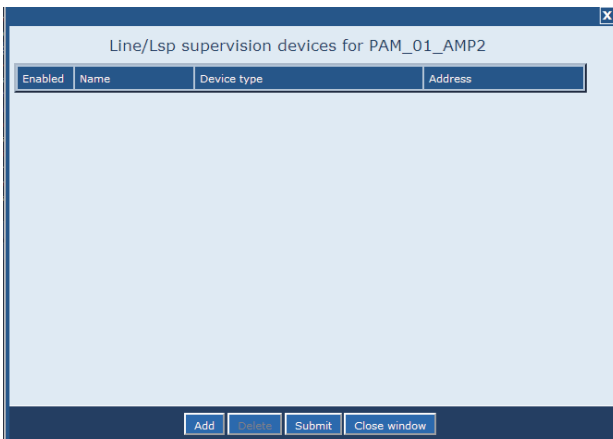 X
Line/Lsp supervision devices for PAM_01_AMP2
Enabled Name Device type Address
Add Delete Submit Close window